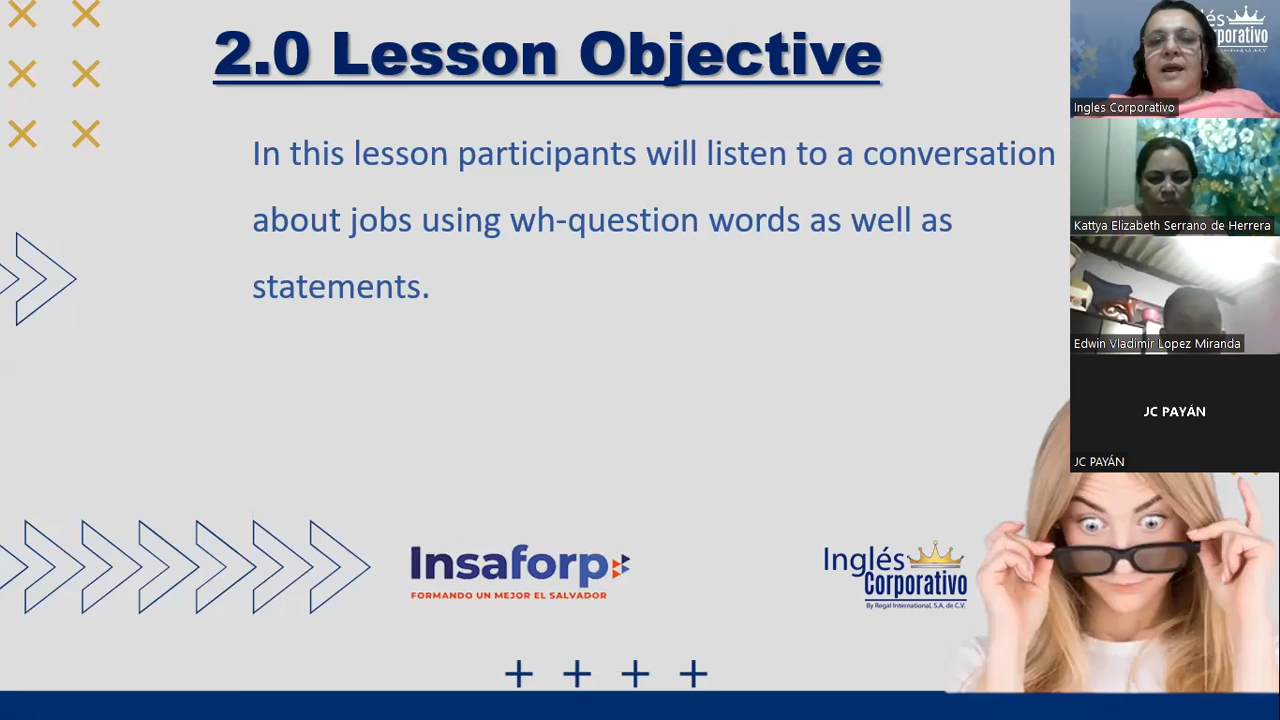 2.0 Lesson Objective
In this lesson participants will listen to a conversation
about jobs using wh-question words as well as
statements.
Insaforp
FORMANDO UN MEJOR EL SALVADOR
Inglés
Corporativo
By Regal International, S.A. de C.V.
és
orporativo
Ingles Corporativo
Kattya Elizabeth Serrano de Herrera
Edwin Vladimir Lopez Miranda
JC PAYÁN
JC PAYÁN